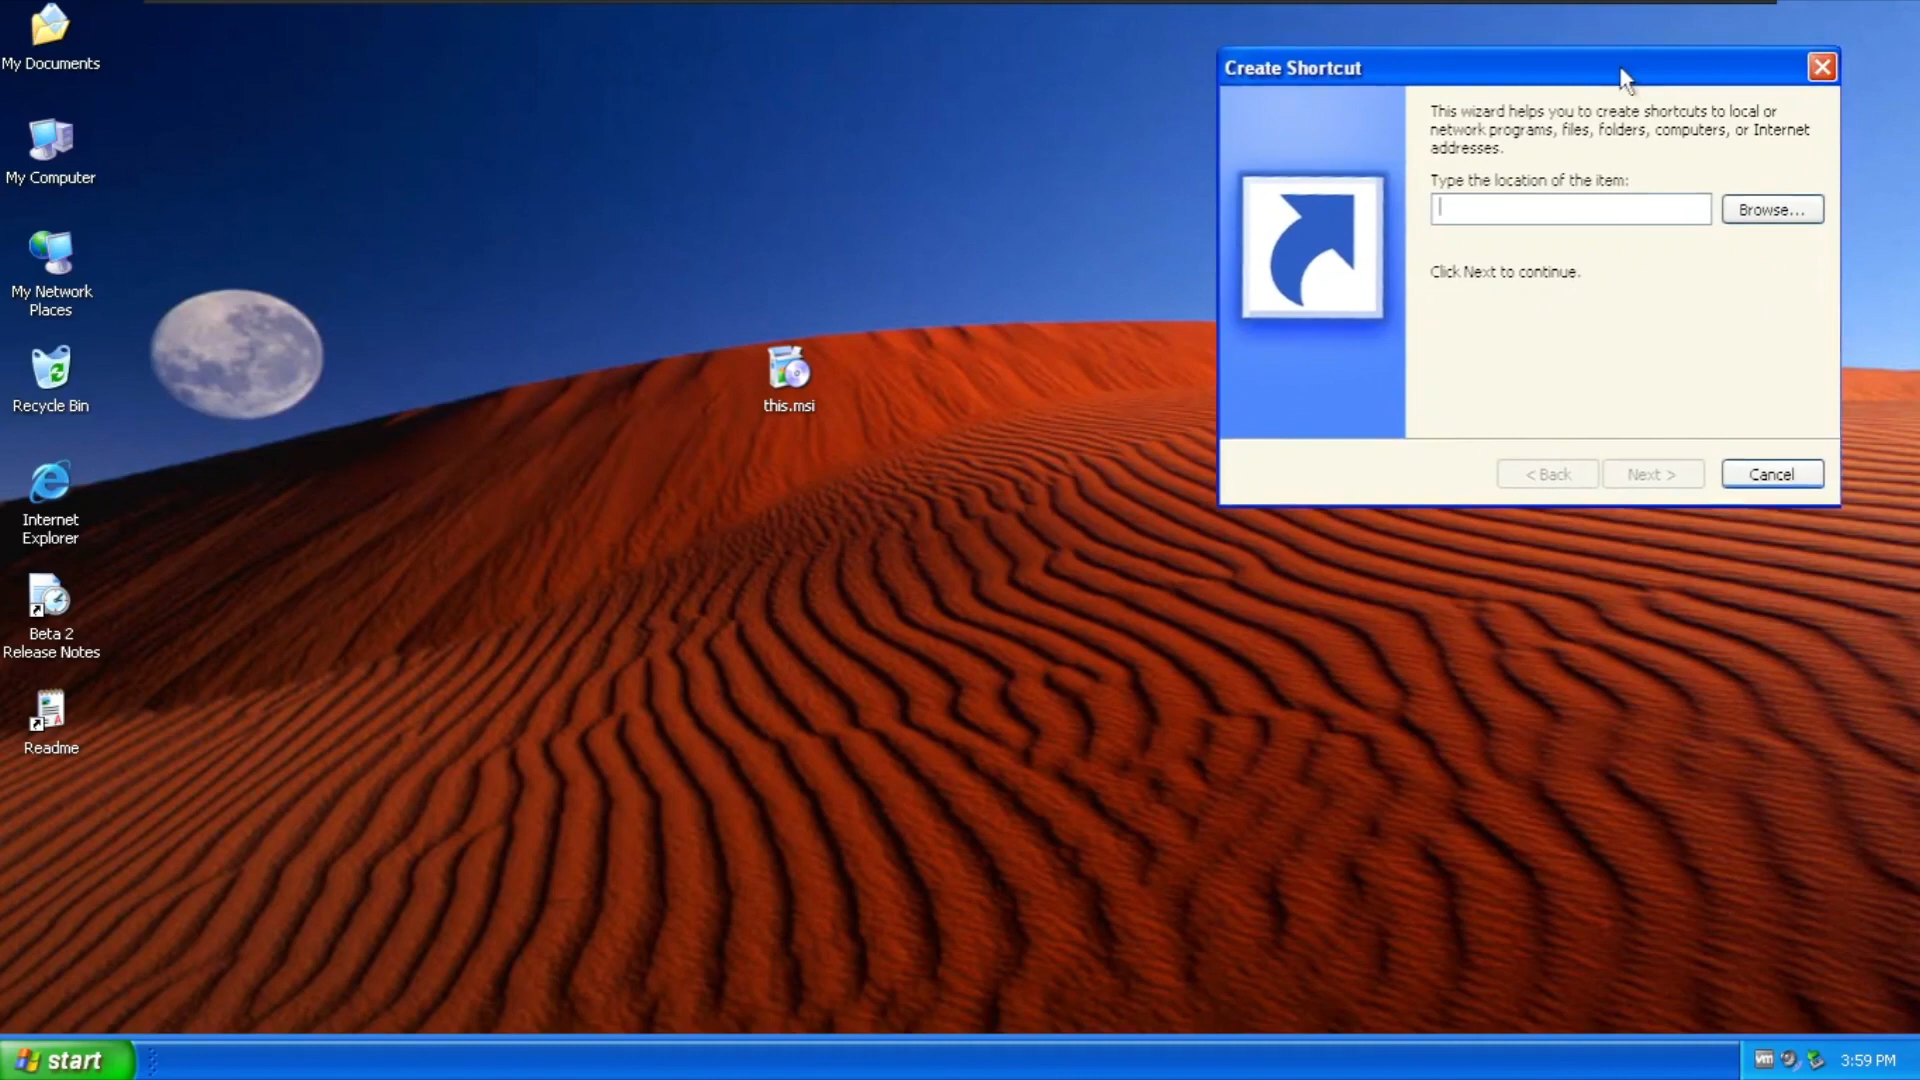 My Documents
My Computer
My Network
Places
Recycle Bin
Internet
Explorer
Beta 2
Release Notes
Readme
this.msi
Create Shortcut
This wizard helps you to create shortcuts to local or
network programs, files, folders, computers, or Internet
addresses.
Type the location of the item:
Browse...
Click Next to continue.
< Back
Next >
Cancel
start
vm
3:59 PM